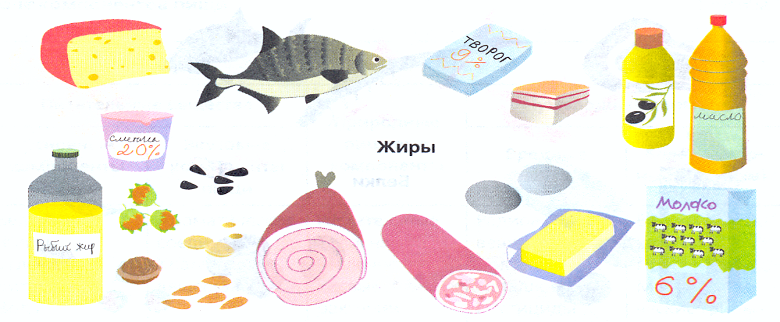 ТВОРОГ
9%
масло
Сметана
20%
Жиры
Рыбий жир
Молоко
6%